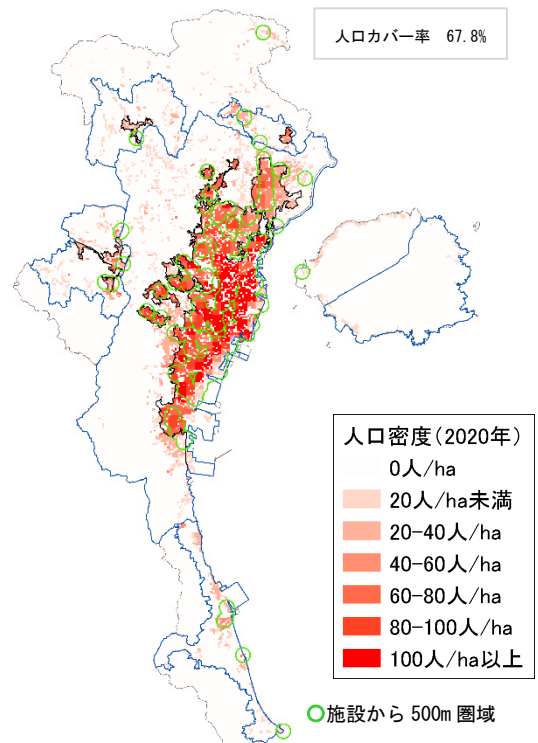 人口カバー率 67.8%
人口密度(2020年)
0人/ha
20人/ha未満
20-40人/ha
40-60人/ha
60-80人/ha
80-100人/ha
100人/ha以上
施設から500m圏域